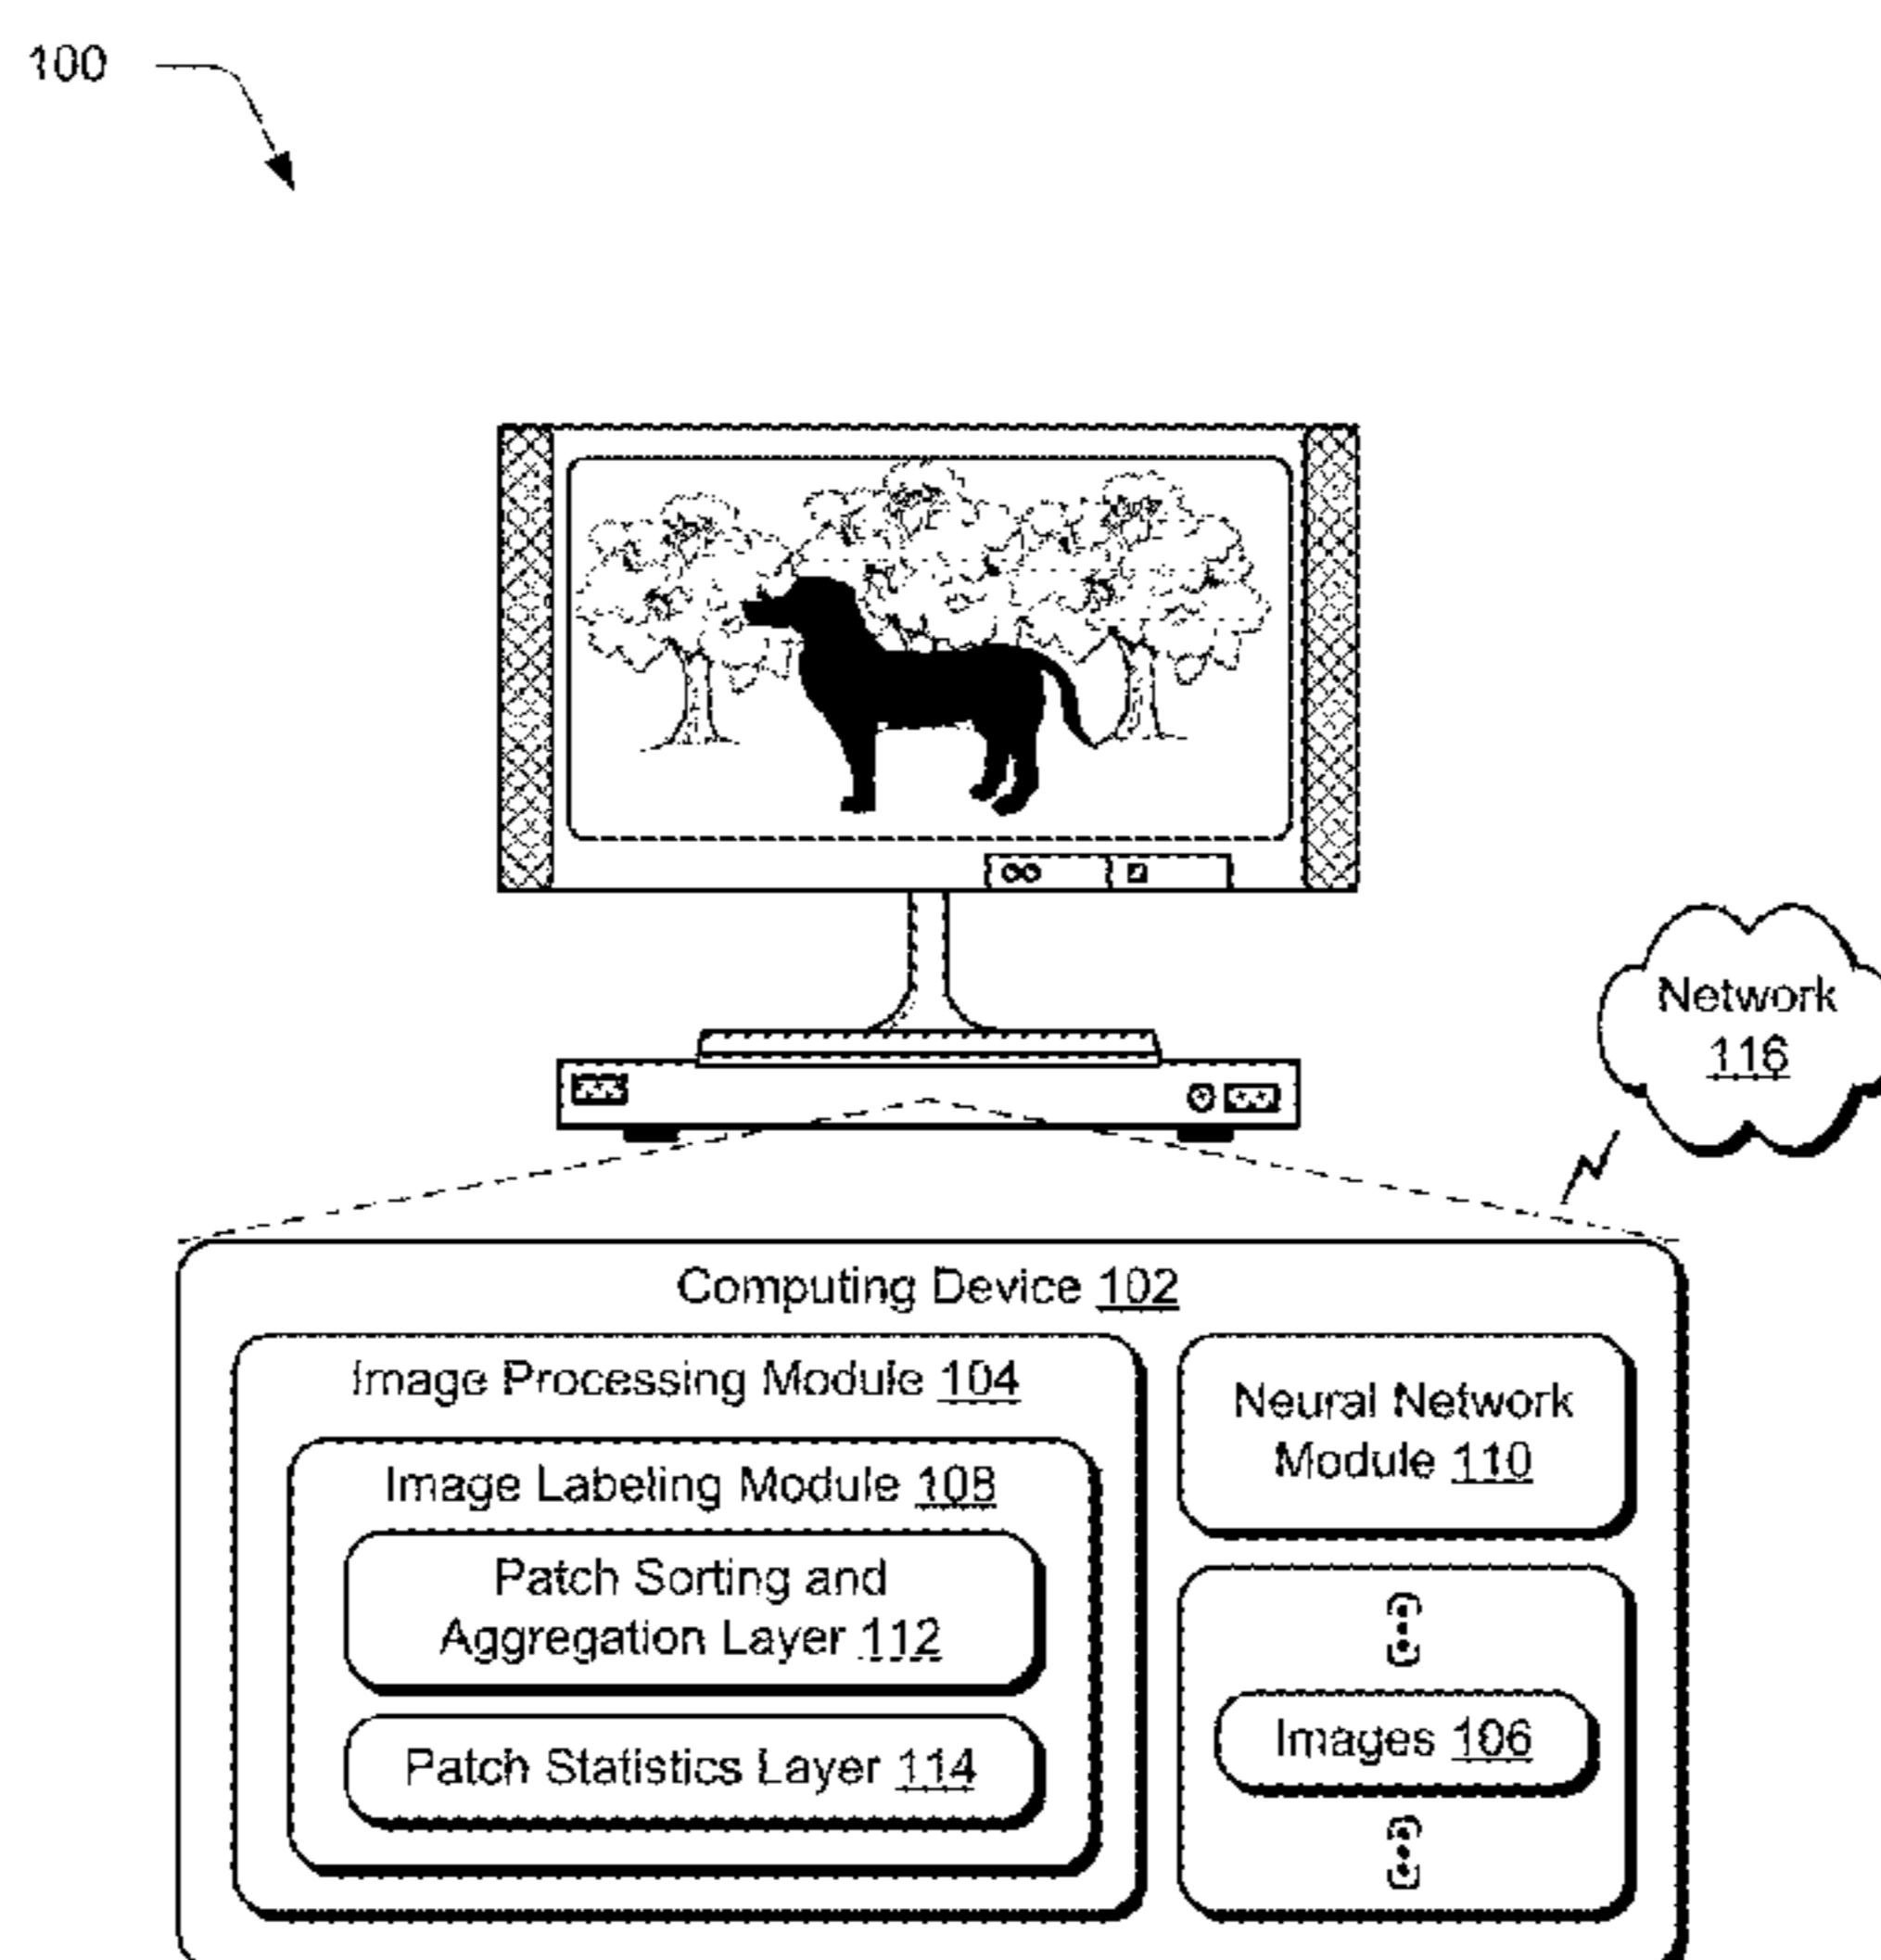 100
Network
116
Computing Device 102
Image Processing Module 104
Image Labeling Module 108
Patch Sorting and
Aggregation Layer 112
Patch Statistics Layer 114
Neural Network
Module 110
Images 106